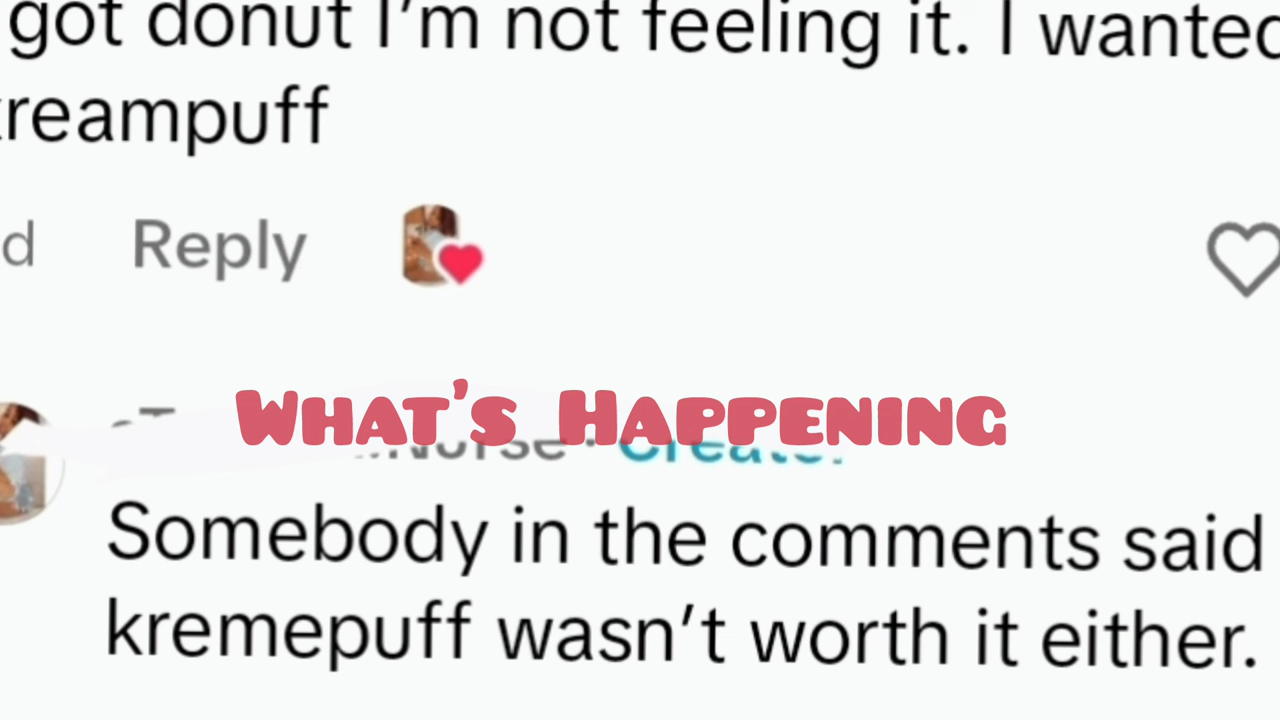 got donut I'm not feeling it. I wanted
kreampuff
d Reply
What's Happening
Nurse · Creator
Somebody in the comments said
kremepuff wasn't worth it either.